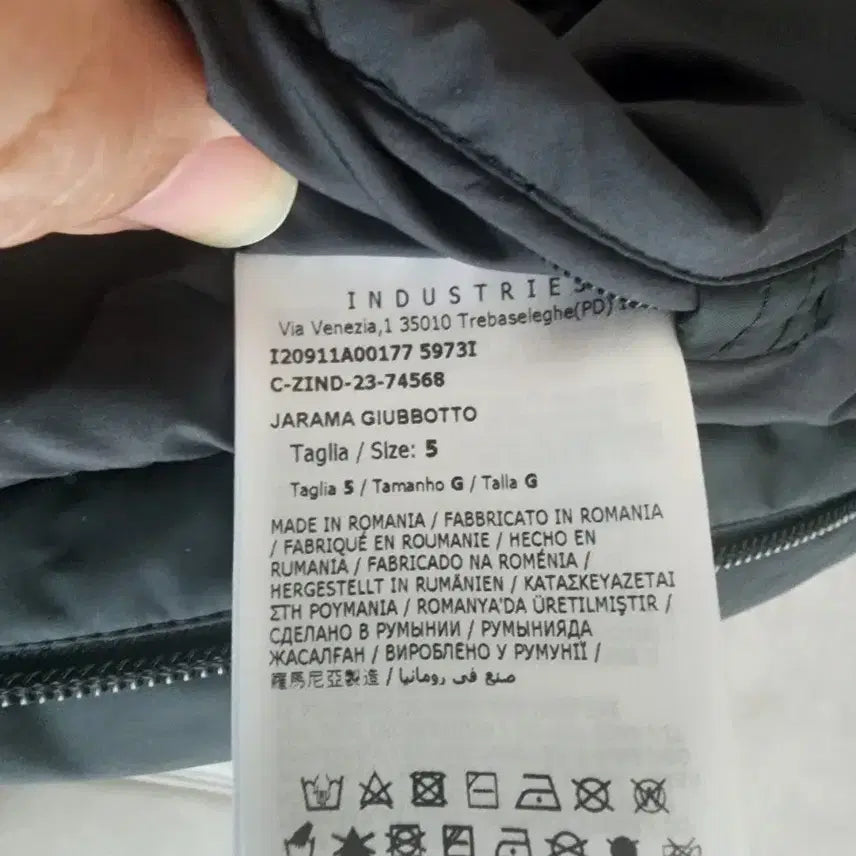 INDUSTRIES
Via Venezia,1 35010 Trebaseleghe(PD)
I20911A00177 5973I
C-ZIND-23-74568
JARAMA GIUBBOTTO
Taglia / Size: 5
Taglia 5 / Tamanho G / Talla G
MADE IN ROMANIA / FABBRICATO IN ROMANIA
/ FABRIQUÉ EN ROUMANIE / HECHO EN
RUMANIA / FABRICADO NA ROMÉNIA /
HERGESTELLT IN RUMÄNIEN / ΚΑΤΑΣΚΕΥΑΖΕΤΑΙ
ΣΤΗ ΡΟΥΜΑΝΙΑ / ROMANYA'DA ÜRETILMIŞTIR /
СДЕЛАНО В РУМЫНИИ / РУМЫНИЯДА
ЖАСАЛҒАН / ВИРОБЛЕНО У РУМУНІЇ /
羅馬尼亞製造 / صنع في رومانيا